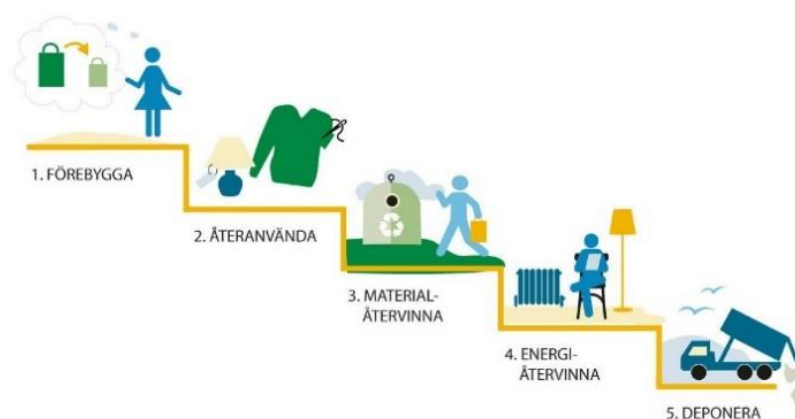 1. FÖREBYGGA
2. ÅTERANVÄNDA
3. MATERIAL-
ÅTERVINNA
4. ENERGI-
ÅTERVINNA
5. DEPONERA